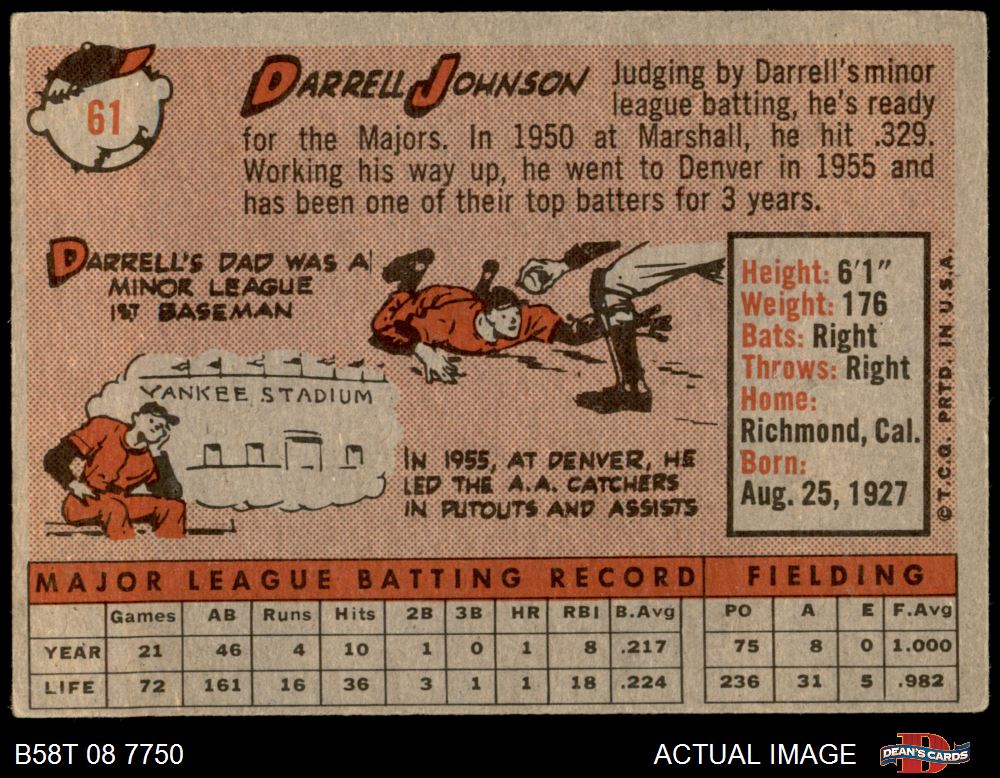 61
DARRELL JOHNSON
Judging by Darrell's minor
league batting, he's ready
for the Majors. In 1950 at Marshall, he hit .329.
Working his way up, he went to Denver in 1955 and
has been one of their top batters for 3 years.
DARRELL'S DAD WAS A
MINOR LEAGUE
1ST BASEMAN
YANKEE STADIUM
IN 1955, AT DENVER, HE
LED THE A.A. CATCHERS
IN PUTOUTS AND ASSISTS
Height: 6'1"
Weight: 176
Bats: Right
Throws: Right
Home:
Richmond, Cal.
Born:
Aug. 25, 1927
©T.C.G. PRTD. IN U.S.A.
MAJOR LEAGUE BATTING RECORD FIELDING
Games AB Runs Hits 2B 3B HR RBI B.Avg PO A E F.Avg
YEAR 21 46 4 10 1 0 1 8 .217 75 8 0 1.000
LIFE 72 161 16 36 3 1 1 18 .224 236 31 5 .982
B58T 08 7750 ACTUAL IMAGE DEAN'S CARDS